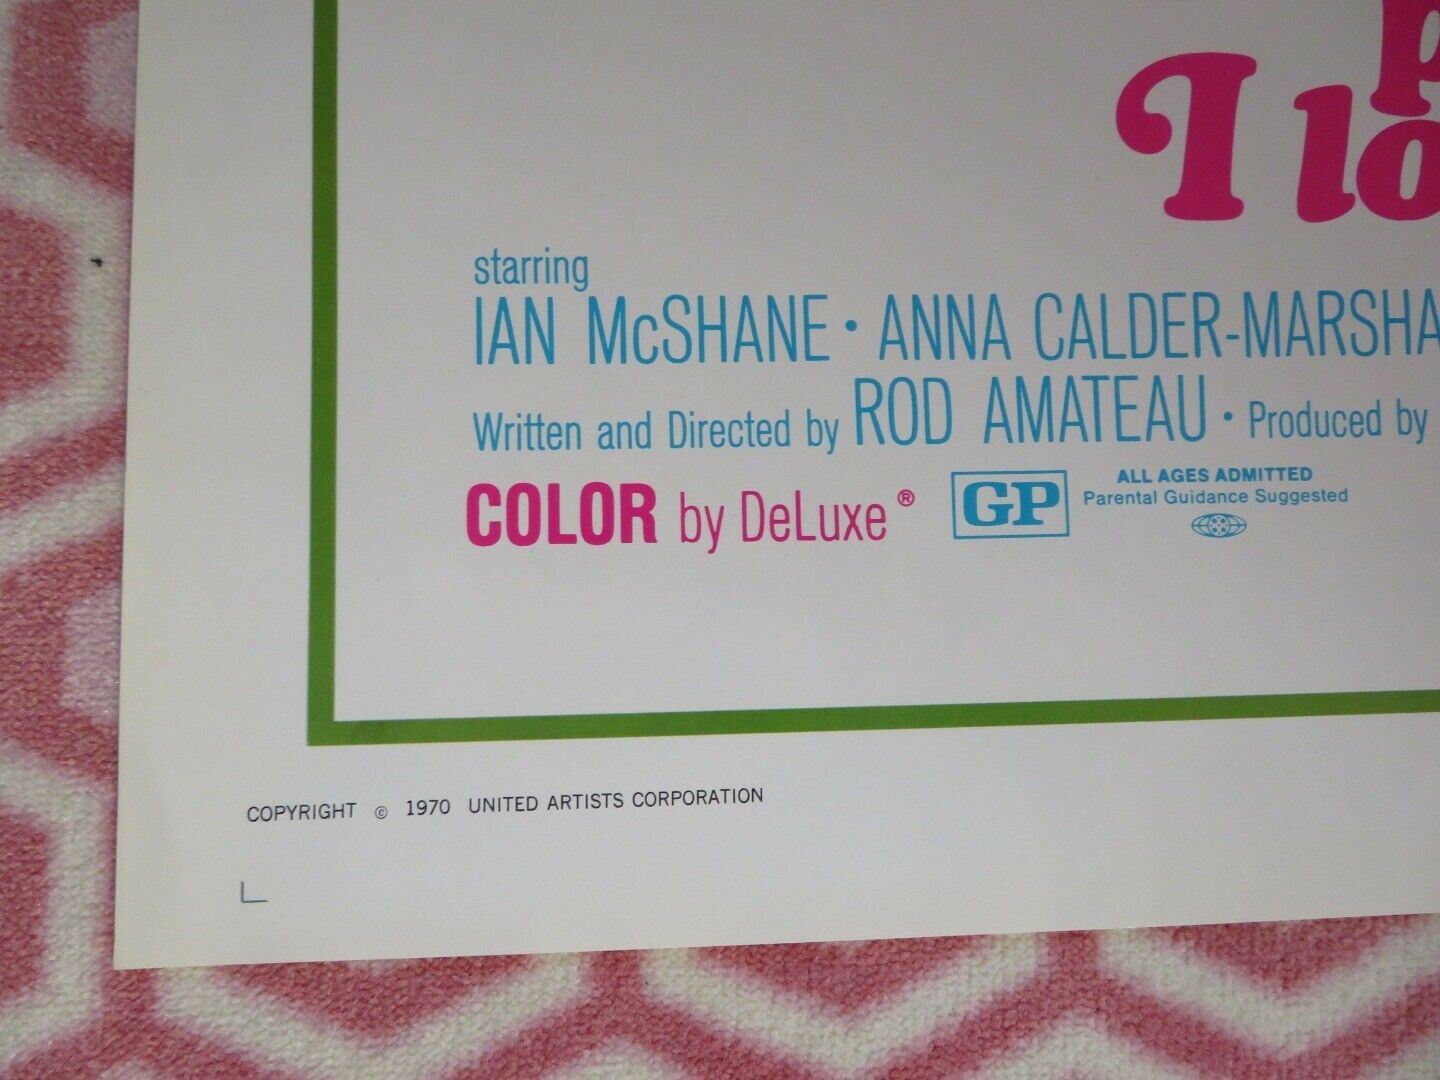 p
I lo
starring
IAN McSHANE · ANNA CALDER-MARSHA
Written and Directed by ROD AMATEAU · Produced by
COLOR by DeLuxe®
GP
ALL AGES ADMITTED
Parental Guidance Suggested
COPYRIGHT © 1970 UNITED ARTISTS CORPORATION